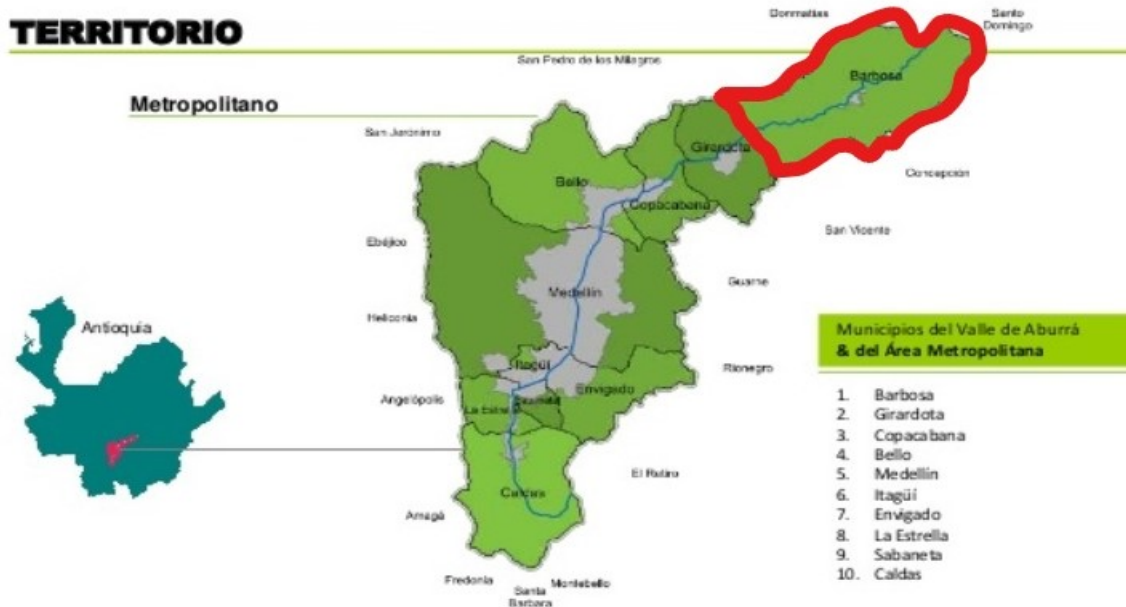 TERRITORIO
Donmatías
Santo
Domingo
San Pedro de los Milagros
Barbosa
Metropolitano
San Jerónimo
Girardota
Bello
Concepción
Copacabana
San Vicente
Ebéjico
Guarne
Medellín
Heliconia
Antioquia
Municipios del Valle de Aburrá
& del Área Metropolitana
Itagüí
Rionegro
Envigado
Angelópolis
La Estrella
Sabaneta
1. Barbosa
2. Girardota
3. Copacabana
4. Bello
5. Medellín
6. Itagüí
7. Envigado
8. La Estrella
9. Sabaneta
10. Caldas
El Retiro
Caldas
Amagá
Fredonia
Montebello
Santa
Barbara